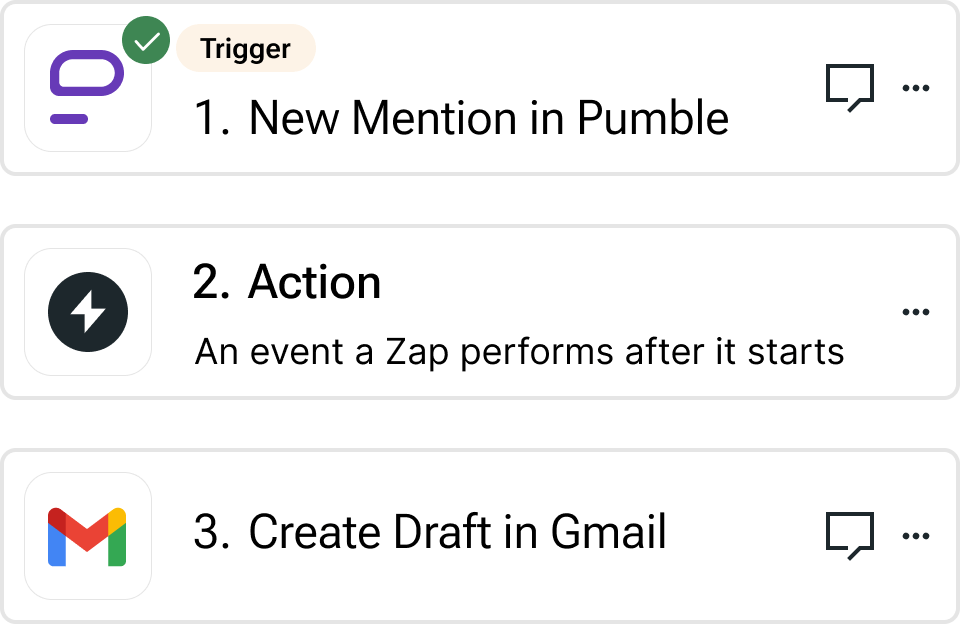 Trigger
1. New Mention in Pumble
2. Action
An event a Zap performs after it starts
3. Create Draft in Gmail